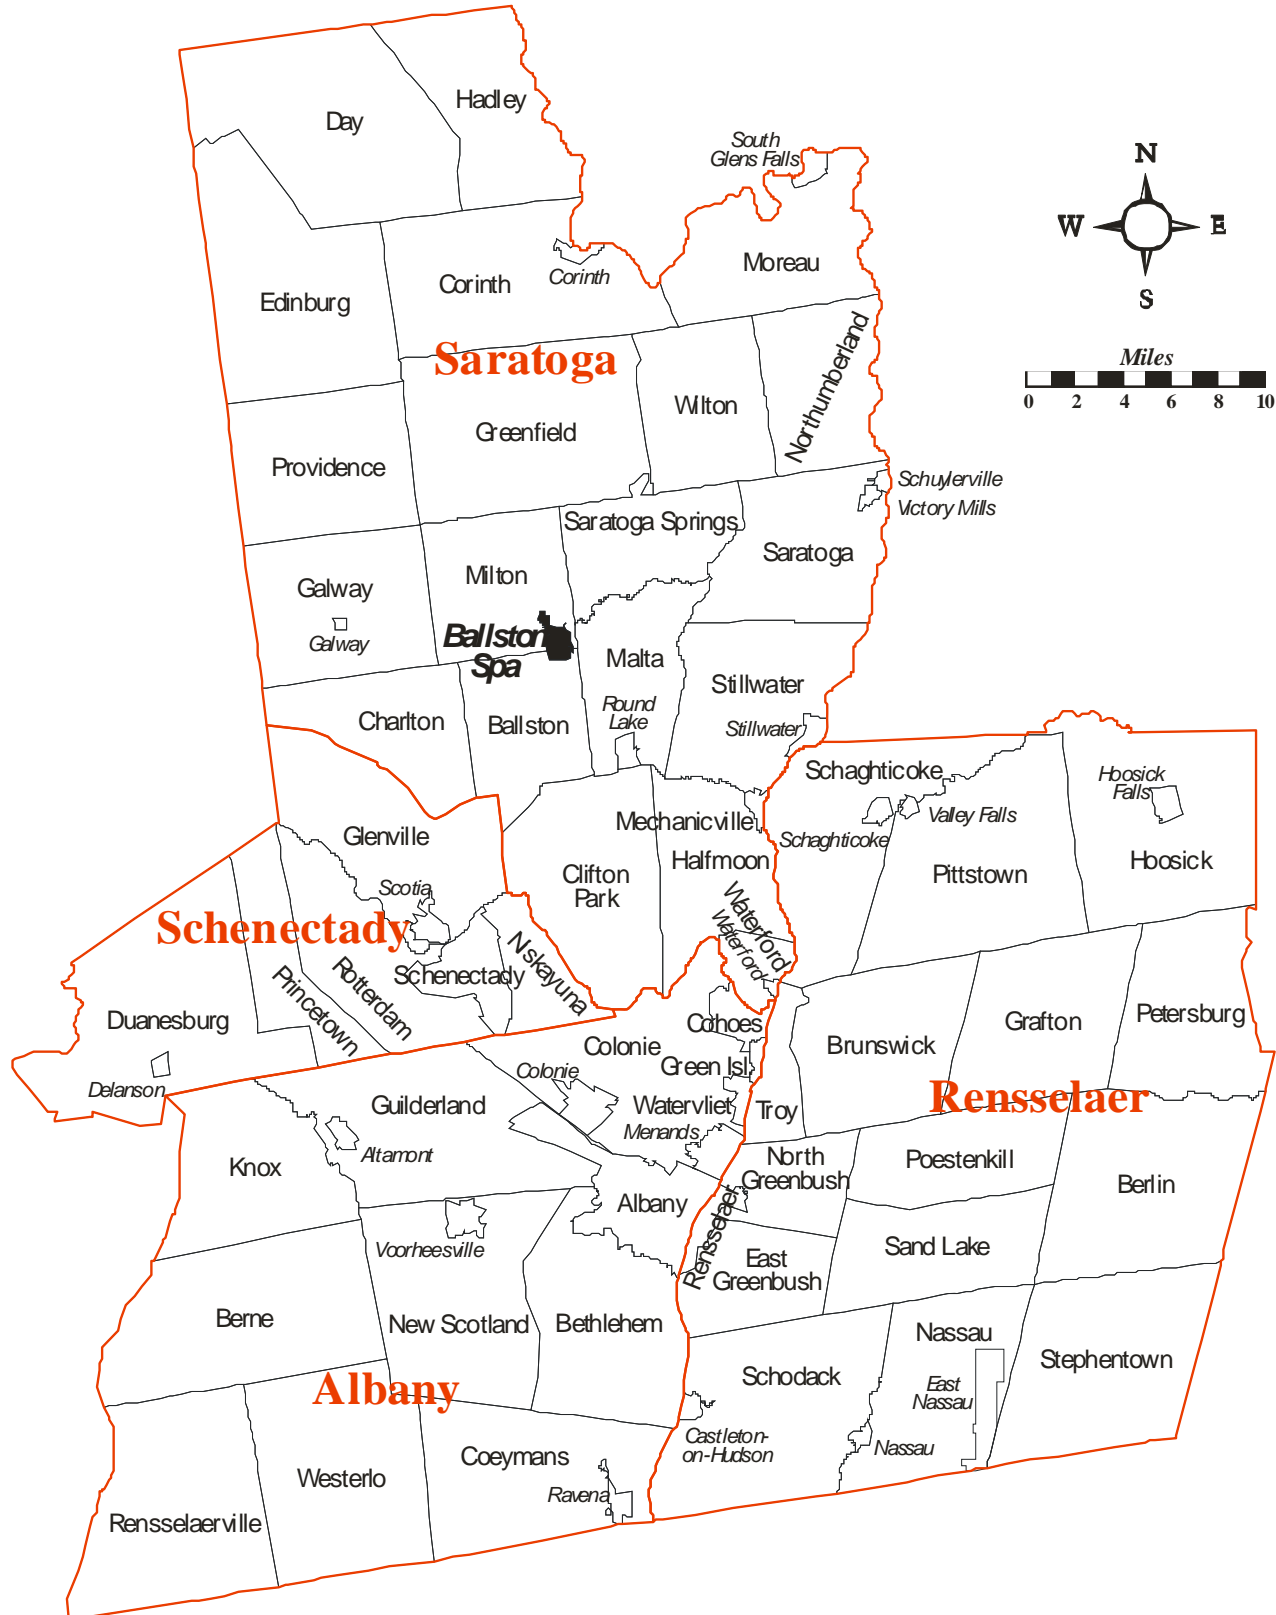 Hadley
Day
South
Glens Falls
N
W
E
S
Moreau
Corinth
Corinth
Edinburg
Northumberland
Saratoga
Miles
0 2 4 6 8 10
Wilton
Greenfield
Providence
Schuylerville
Victory Mills
Saratoga Springs
Saratoga
Milton
Galway
Galway
Ballston
Spa
Malta
Stillwater
Round
Lake
Charlton
Ballston
Stillwater
Schaghticoke
Hoosick
Falls
Valley Falls
Mechanicville
Glenville
Schaghticoke
Halfmoon
Hoosick
Clifton
Park
Pittstown
Scotia
Waterford
Waterford
Schenectady
Niskayuna
Schenectady
Rotterdam
Princetown
Duanesburg
Cohoes
Petersburg
Grafton
Colonie
Brunswick
Green Isl.
Colonie
Delanson
Rensselaer
Guilderland
Watervliet
Troy
Menands
Altamont
Knox
North
Greenbush
Poestenkill
Berlin
Albany
Rensselaer
Voorheesville
Sand Lake
East
Greenbush
Berne
New Scotland
Bethlehem
Nassau
Stephentown
Schodack
Albany
East
Nassau
Castleton-
on-Hudson
Nassau
Coeymans
Westerlo
Ravena
Rensselaerville